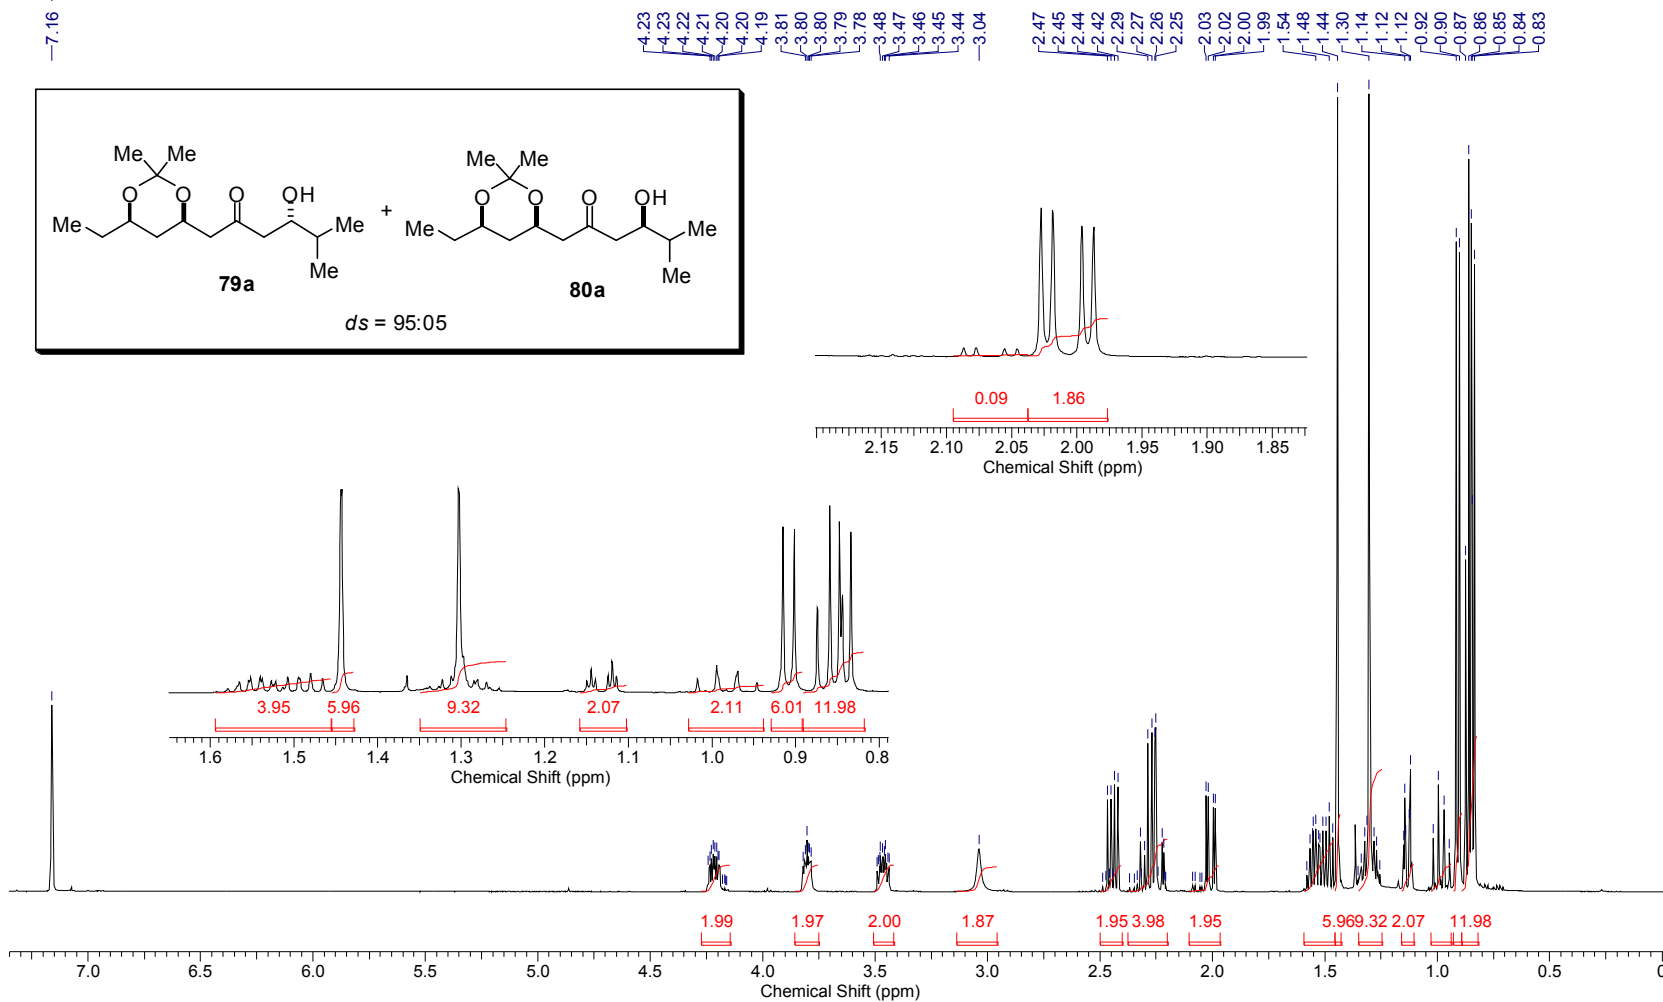 7.16 4.23 4.23 4.22 4.21 4.20 4.20 4.19 3.81 3.80 3.80 3.79 3.78 3.48 3.47 3.46 3.45 3.44 3.04 2.47 2.45 2.44 2.42 2.29 2.27 2.26 2.25 2.03 2.02 2.00 1.99 1.54 1.48 1.44 1.30 1.14 1.12 1.12 0.92 0.90 0.87 0.86 0.85 0.84 0.83
Me Me
O O O OH
Me Me
Me
79a
+
Me Me
O O O OH
Me Me
Me
80a
ds = 95:05
0.09 1.86
2.15 2.10 2.05 2.00 1.95 1.90 1.85
Chemical Shift (ppm)
3.95 5.96 9.32 2.07 2.11 6.01 11.98
1.6 1.5 1.4 1.3 1.2 1.1 1.0 0.9 0.8
Chemical Shift (ppm)
1.99 1.97 2.00 1.87 1.95 3.98 1.95 5.96 9.32 2.07 11.98
7.0 6.5 6.0 5.5 5.0 4.5 4.0 3.5 3.0 2.5 2.0 1.5 1.0 0.5 0
Chemical Shift (ppm)